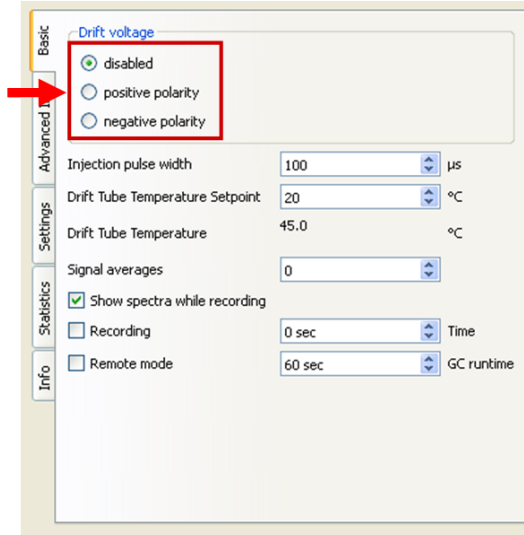 Basic
Advanced
Settings
Statistics
Info
Drift voltage
disabled
positive polarity
negative polarity
Injection pulse width 100 µs
Drift Tube Temperature Setpoint 20 °C
Drift Tube Temperature 45.0 °C
Signal averages 0
Show spectra while recording
Recording 0 sec Time
Remote mode 60 sec GC runtime